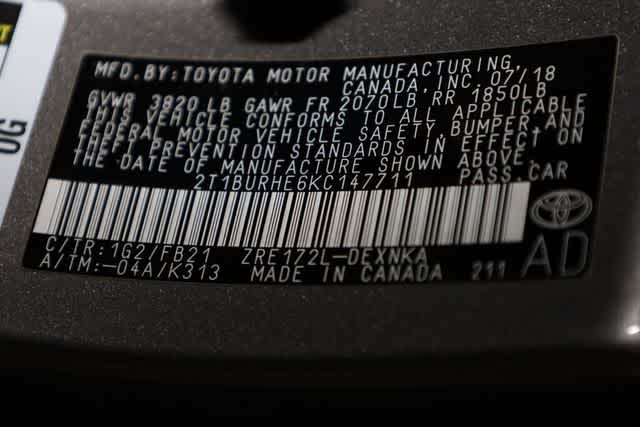 MFD.BY:TOYOTA MOTOR MANUFACTURING,
CANADA,INC. 07/18
GVWR 3820 LB GAWR FR 2070LB RR 1850LB
THIS VEHICLE CONFORMS TO ALL APPLICABLE
FEDERAL MOTOR VEHICLE SAFETY,BUMPER,AND
THEFT PREVENTION STANDARDS IN EFFECT ON
THE DATE OF MANUFACTURE SHOWN ABOVE.
2T1BURHE6KC147711 PASS.CAR
C/TR:1G2/FB21 ZRE172L-DEXNKA
A/TM:-04A/K313 MADE IN CANADA 211
AD
OG